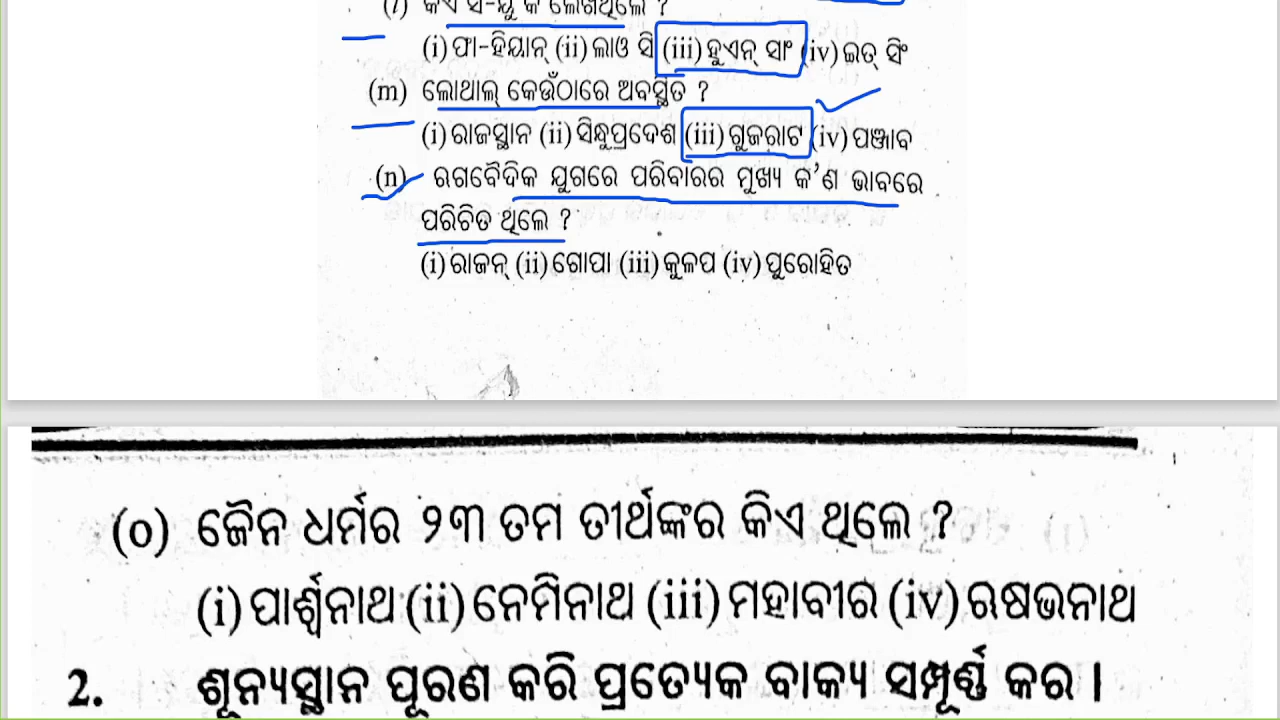 (l) କିଏ ସି-ୟୁ କି ଲେଖିଥିଲେ ?
(i) ଫା-ହିୟାନ୍ (ii) ଲାଓ ସି (iii) ହୁଏନ୍ ସାଂ (iv) ଇତ୍ ସିଂ
(m) ଲୋଥାଲ୍ କେଉଁଠାରେ ଅବସ୍ଥିତ ?
(i) ରାଜସ୍ଥାନ (ii) ସିନ୍ଧୁପ୍ରଦେଶ (iii) ଗୁଜରାଟ (iv) ପଞ୍ଜାବ
(n) ଋଗବୈଦିକ ଯୁଗରେ ପରିବାରର ମୁଖ୍ୟ କ'ଣ ଭାବରେ
ପରିଚିତ ଥିଲେ ?
(i) ରାଜନ୍ (ii) ଗୋପା (iii) କୁଳପ (iv) ପୁରୋହିତ
(o) ଜୈନ ଧର୍ମର ୨୩ ତମ ତୀର୍ଥଙ୍କର କିଏ ଥିଲେ ?
(i) ପାର୍ଶ୍ୱନାଥ (ii) ନେମିନାଥ (iii) ମହାବୀର (iv) ଋଷଭନାଥ
2. ଶୂନ୍ୟସ୍ଥାନ ପୂରଣ କରି ପ୍ରତ୍ୟେକ ବାକ୍ୟ ସମ୍ପୂର୍ଣ୍ଣ କର ।